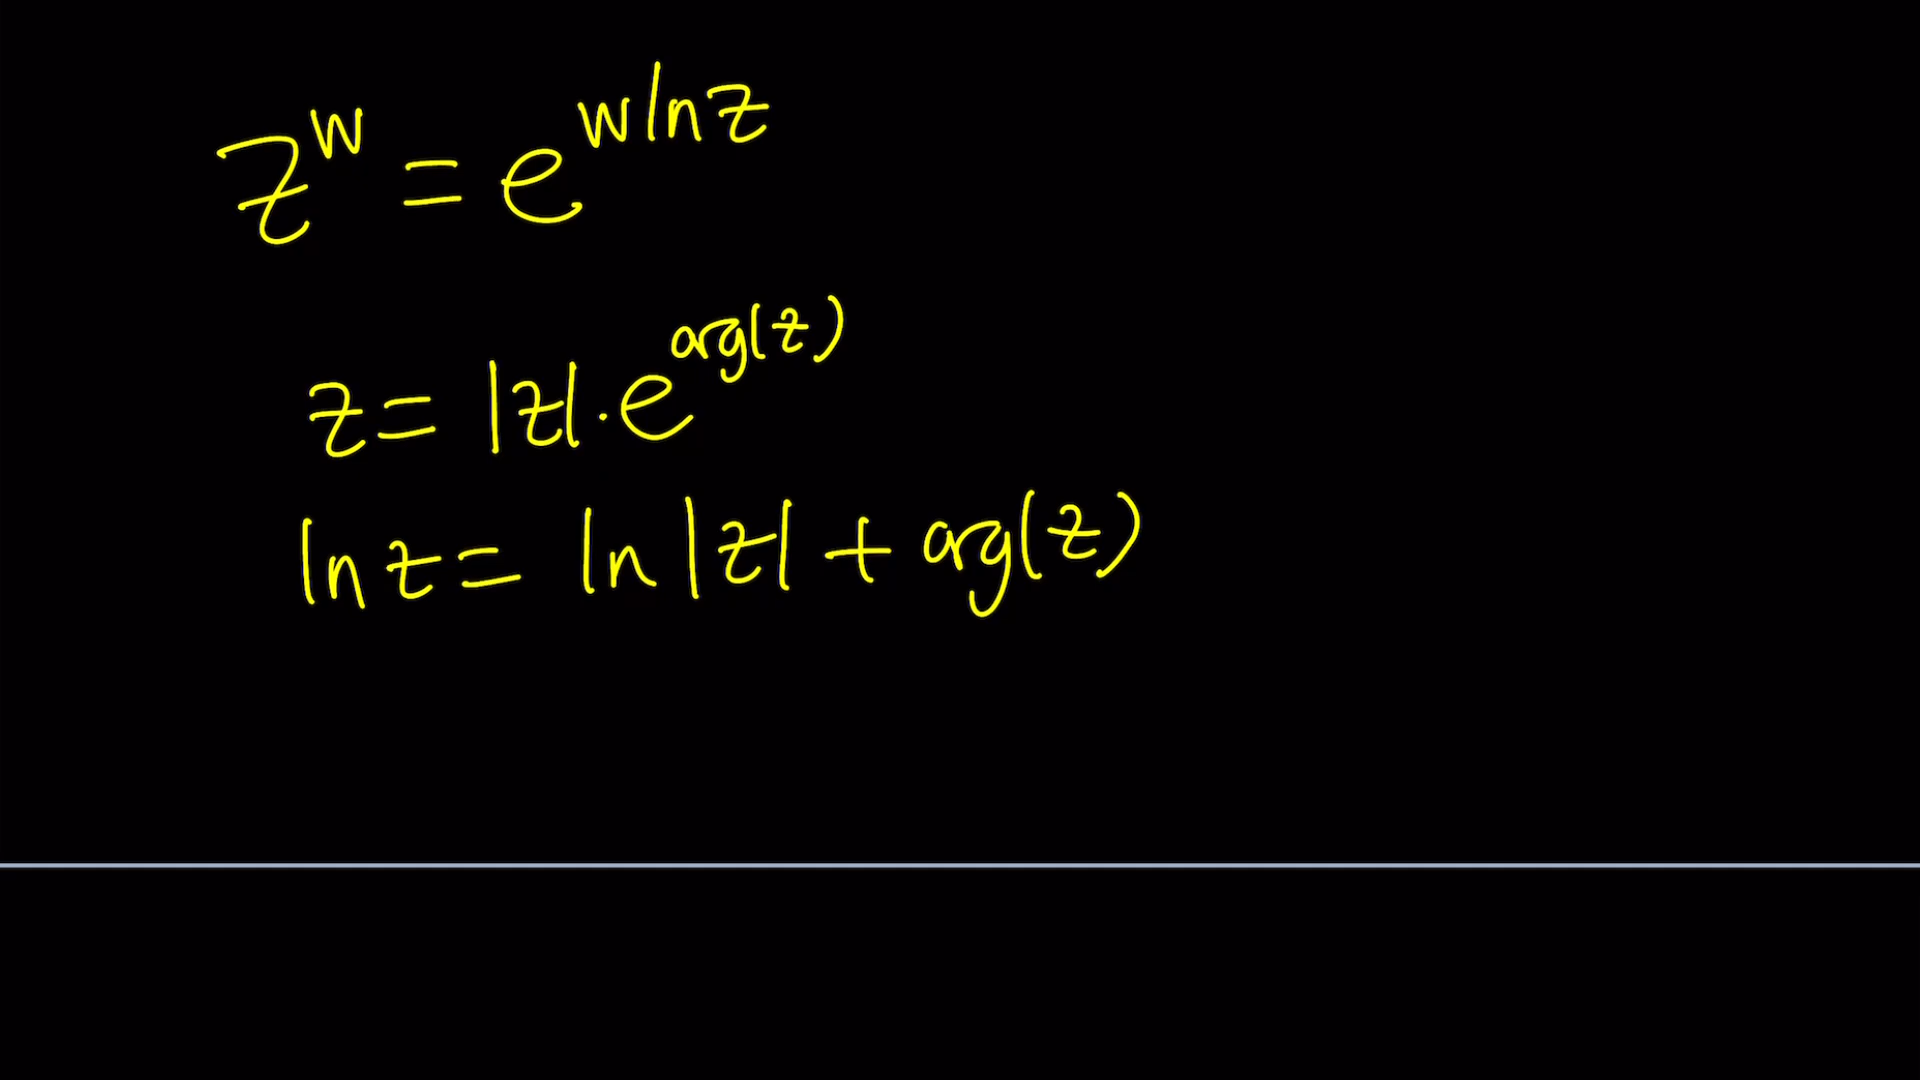 z^w = e^{w ln z}
z = |z| · e^{arg(z)}
ln z = ln |z| + arg(z)